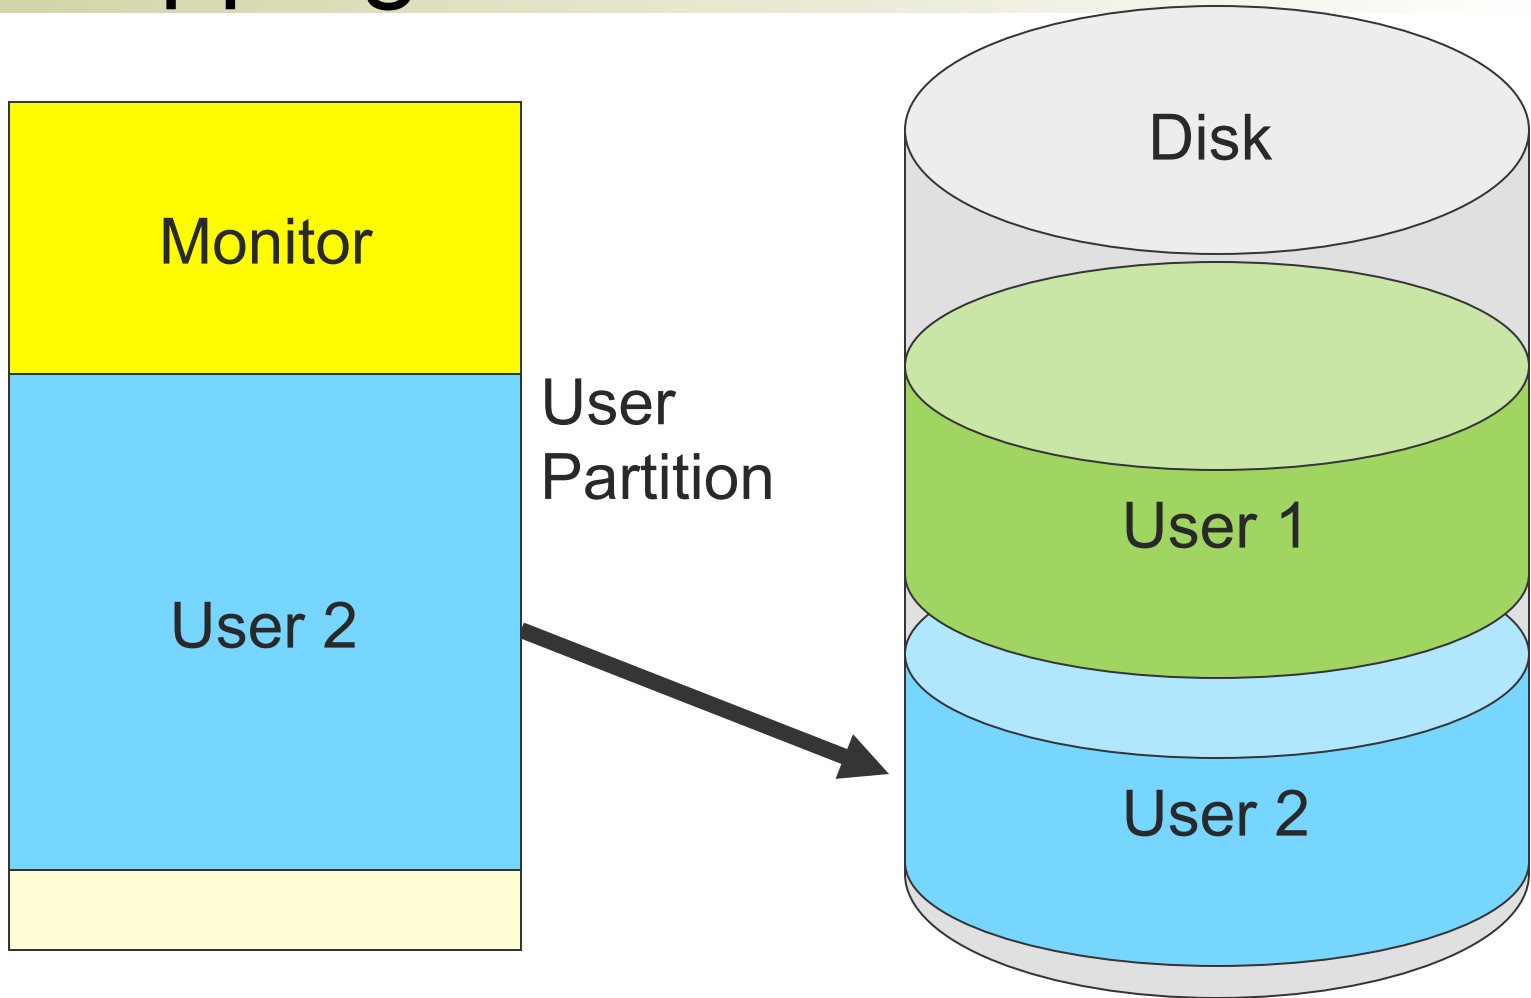 Disk
Monitor
User
Partition
User 1
User 2
User 2